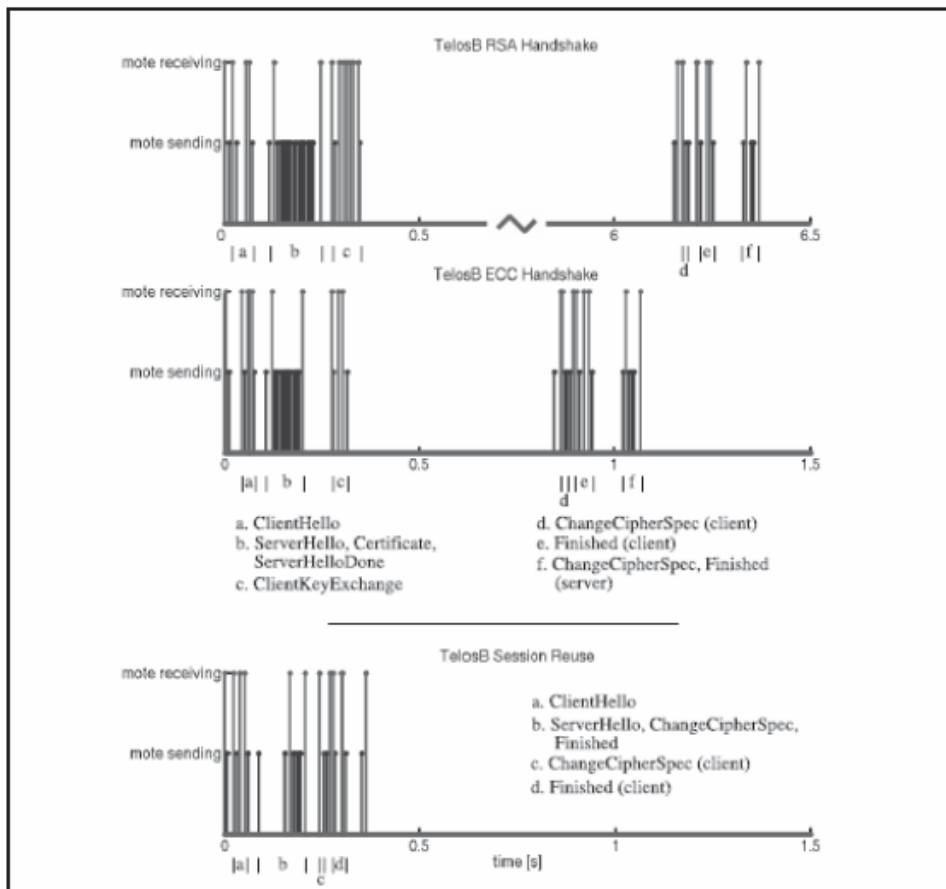 TelosB RSA Handshake
mote receiving
mote sending
0 0.5 6 6.5
|a| | b | | c | || |e| |f|
d
TelosB ECC Handshake
mote receiving
mote sending
0 0.5 1 1.5
|a| | b | |c| ||| e | |f|
d
a. ClientHello
b. ServerHello, Certificate,
ServerHelloDone
c. ClientKeyExchange
d. ChangeCipherSpec (client)
e. Finished (client)
f. ChangeCipherSpec, Finished
(server)
TelosB Session Reuse
mote receiving
mote sending
a. ClientHello
b. ServerHello, ChangeCipherSpec,
Finished
c. ChangeCipherSpec (client)
d. Finished (client)
0 0.5 1 1.5
|a| | b | || |d|
c
time [s]